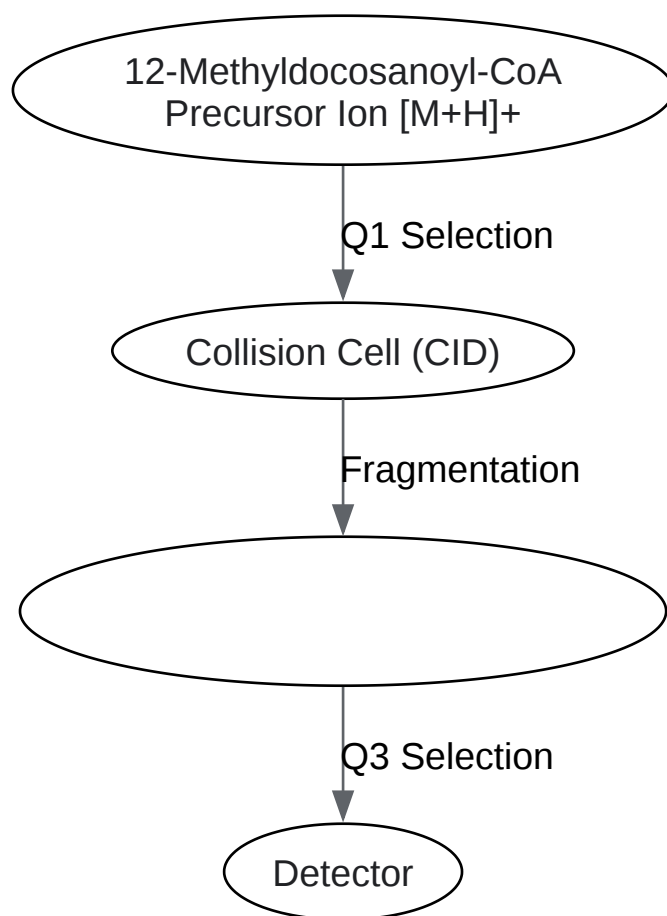 12-Methyldocosanoyl-CoA
Precursor Ion [M+H]+
Q1 Selection
Collision Cell (CID)
Fragmentation
Q3 Selection
Detector